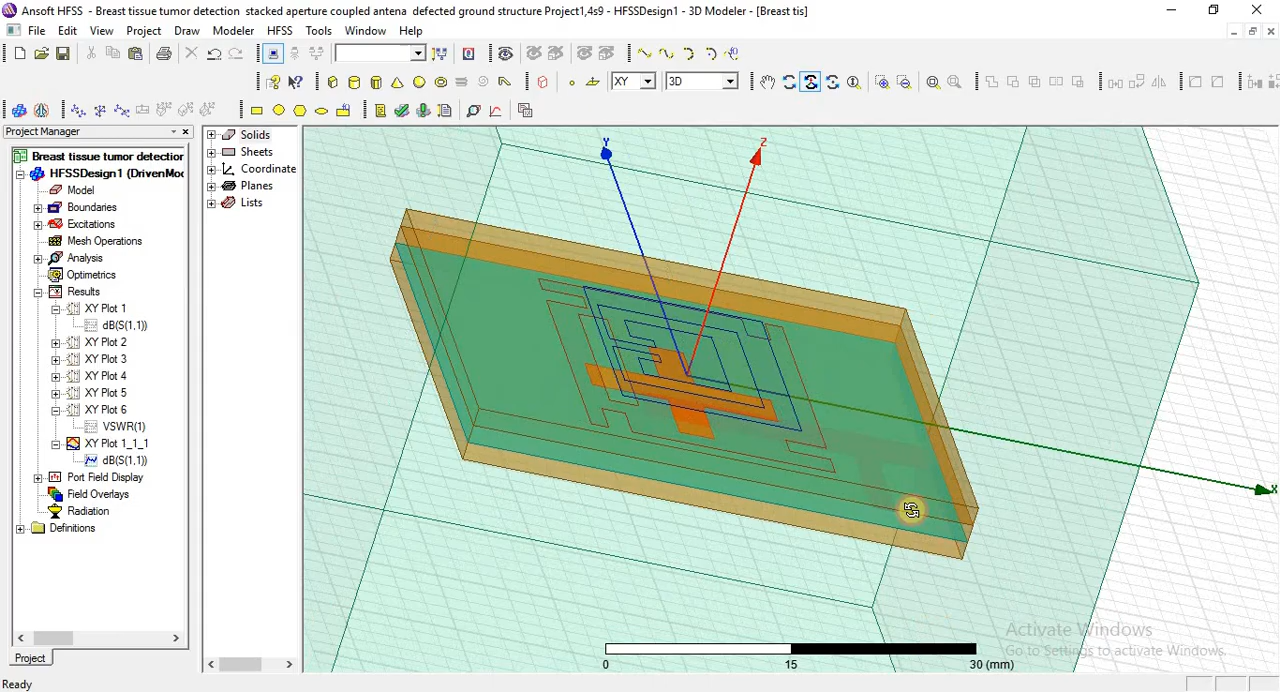 Ansoft HFSS - Breast tissue tumor detection stacked aperture coupled antena defected ground structure Project1,4s9 - HFSSDesign1 - 3D Modeler - [Breast tis]
File Edit View Project Draw Modeler HFSS Tools Window Help
XY 3D
Project Manager
Breast tissue tumor detection
HFSSDesign1 (DrivenMod
Model
Boundaries
Excitations
Mesh Operations
Analysis
Optimetrics
Results
XY Plot 1
dB(S(1,1))
XY Plot 2
XY Plot 3
XY Plot 4
XY Plot 5
XY Plot 6
VSWR(1)
XY Plot 1_1_1
dB(S(1,1))
Port Field Display
Field Overlays
Radiation
Definitions
Project
Solids
Sheets
Coordinate
Planes
Lists
Y
Z
X
0 15 30 (mm)
Activate Windows
Go to Settings to activate Windows.
Ready